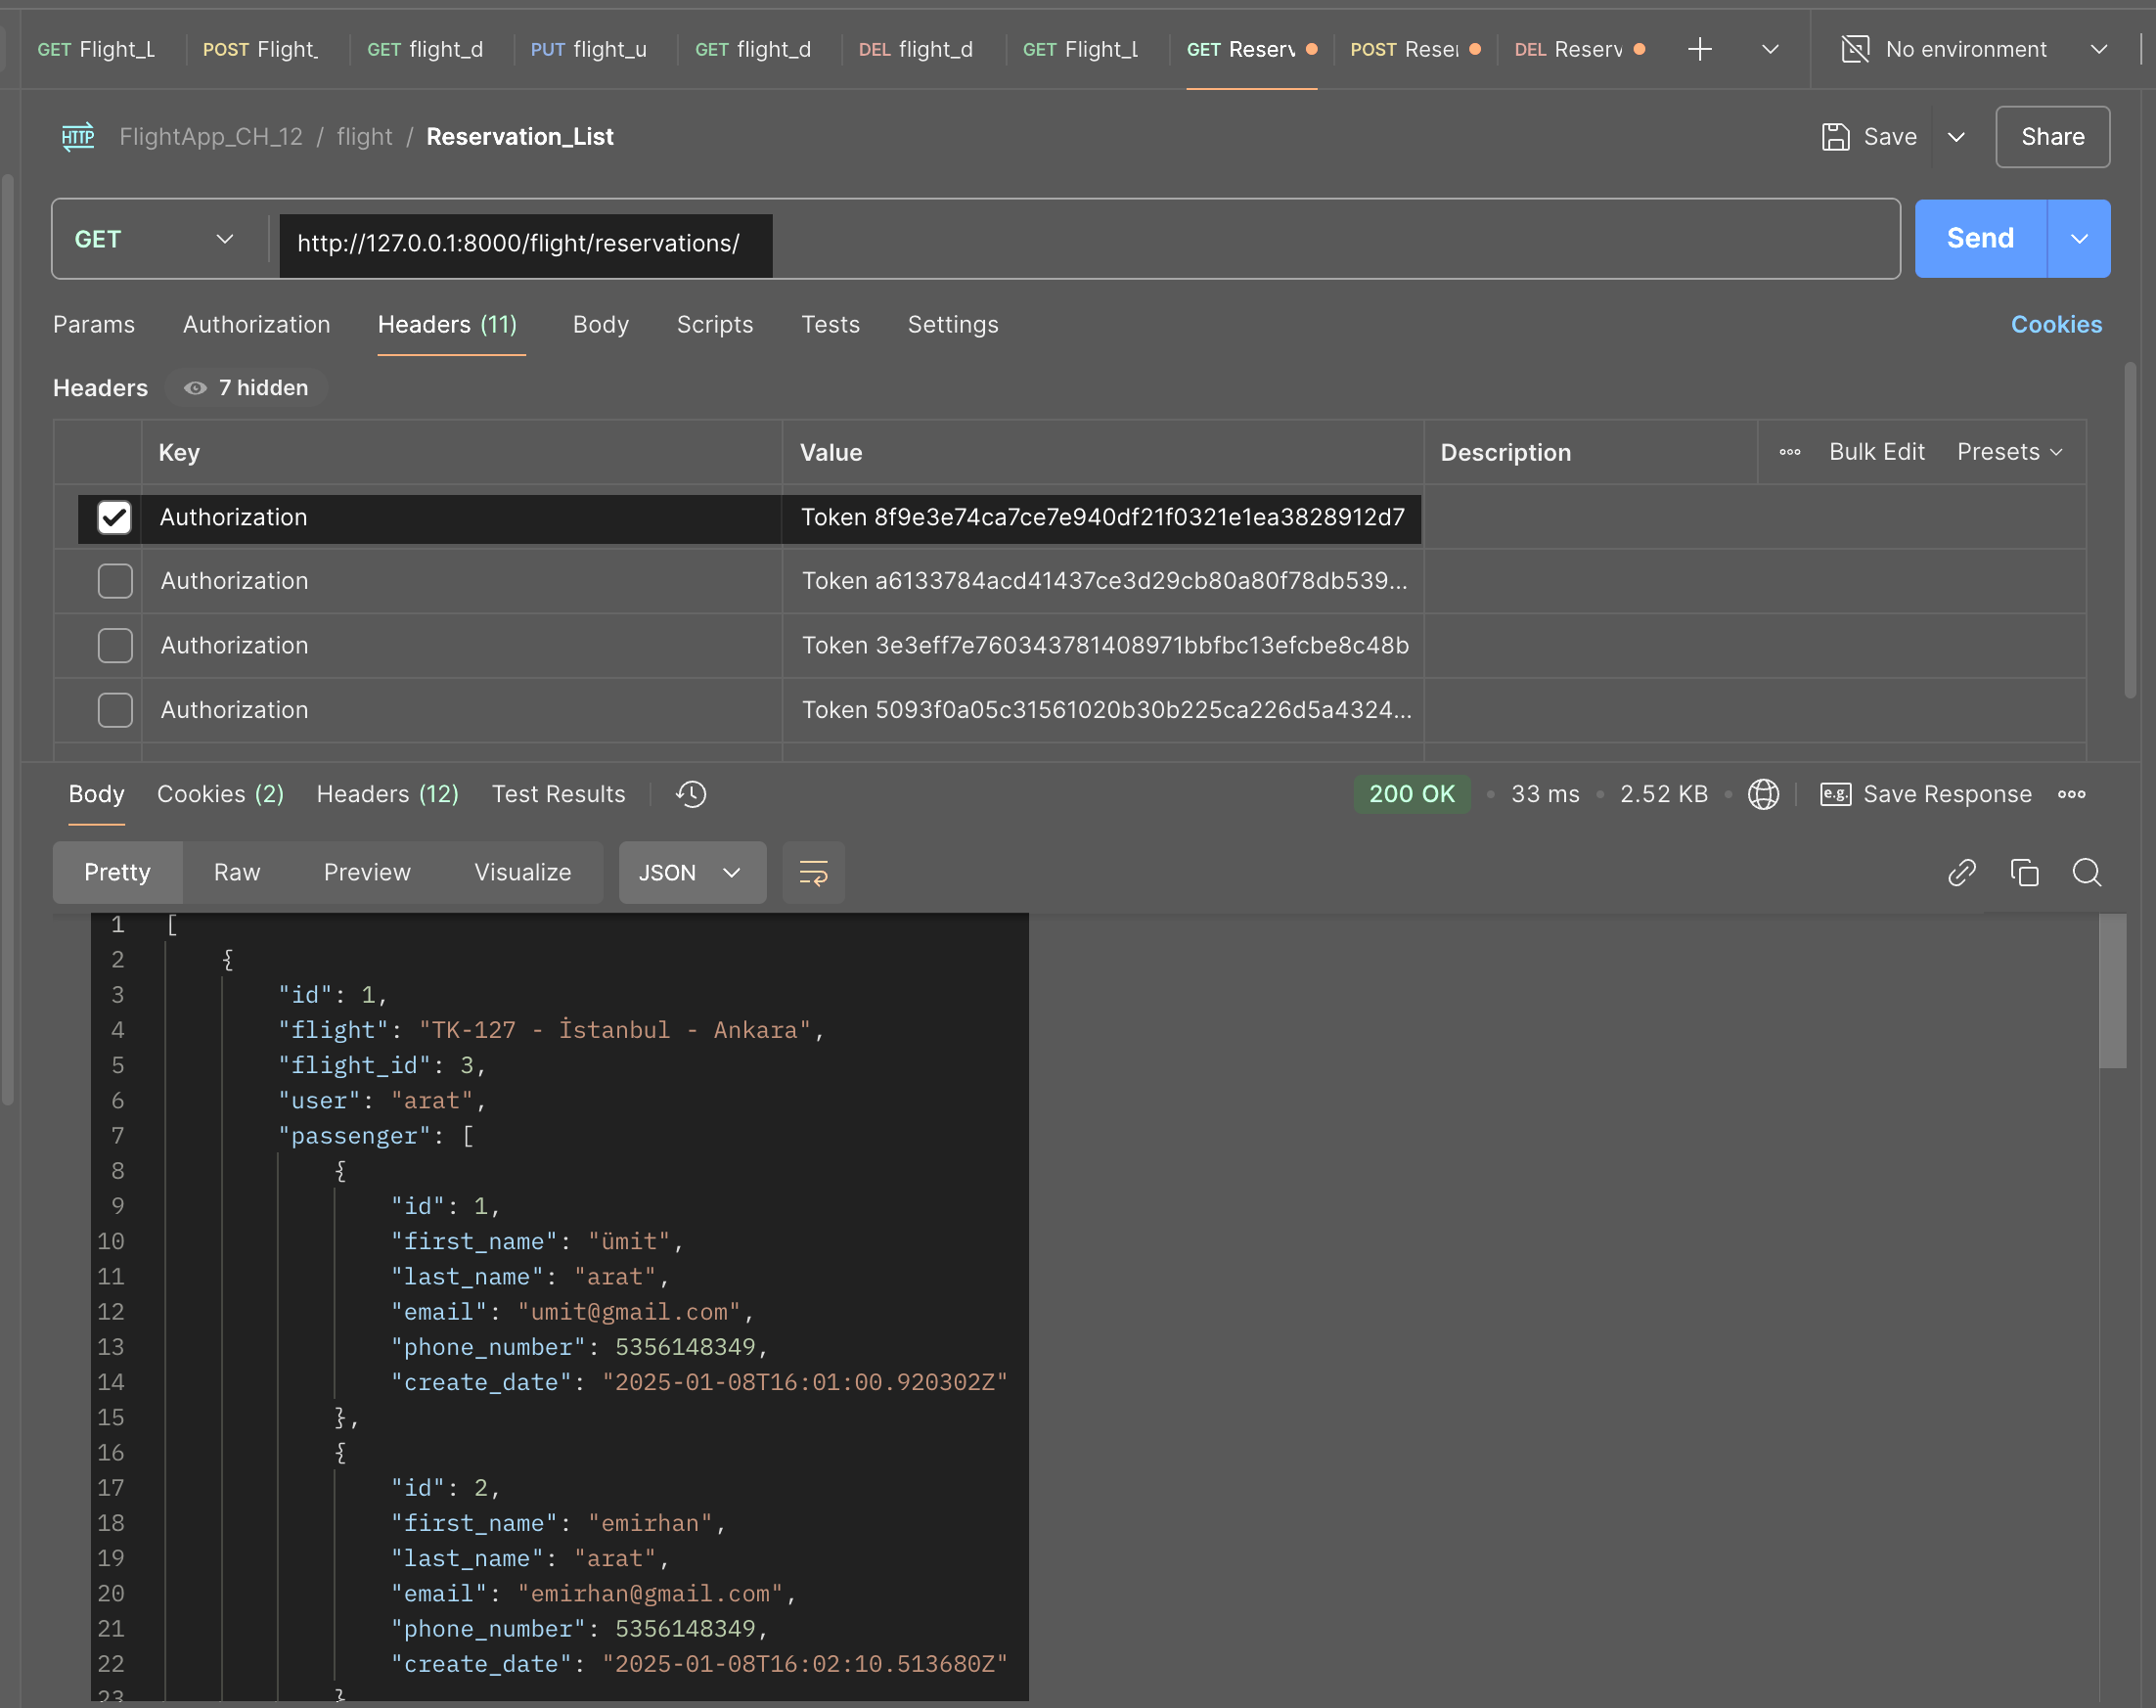 GET Flight_L POST Flight_ GET flight_d PUT flight_u GET flight_d DEL flight_d GET Flight_L GET Reserv POST Reser DEL Reserv No environment
HTTP FlightApp_CH_12 / flight / Reservation_List Save Share
GET http://127.0.0.1:8000/flight/reservations/ Send
Params Authorization Headers (11) Body Scripts Tests Settings Cookies
Headers 7 hidden
Key Value Description Bulk Edit Presets
Authorization Token 8f9e3e74ca7ce7e940df21f0321e1ea3828912d7
Authorization Token a6133784acd41437ce3d29cb80a80f78db539...
Authorization Token 3e3eff7e760343781408971bbfbc13efcbe8c48b
Authorization Token 5093f0a05c31561020b30b225ca226d5a4324...
Body Cookies (2) Headers (12) Test Results 200 OK • 33 ms • 2.52 KB • e.g. Save Response
Pretty Raw Preview Visualize JSON
1 [
2 {
3 "id": 1,
4 "flight": "TK-127 - İstanbul - Ankara",
5 "flight_id": 3,
6 "user": "arat",
7 "passenger": [
8 {
9 "id": 1,
10 "first_name": "ümit",
11 "last_name": "arat",
12 "email": "umit@gmail.com",
13 "phone_number": 5356148349,
14 "create_date": "2025-01-08T16:01:00.920302Z"
15 },
16 {
17 "id": 2,
18 "first_name": "emirhan",
19 "last_name": "arat",
20 "email": "emirhan@gmail.com",
21 "phone_number": 5356148349,
22 "create_date": "2025-01-08T16:02:10.513680Z"
23 }